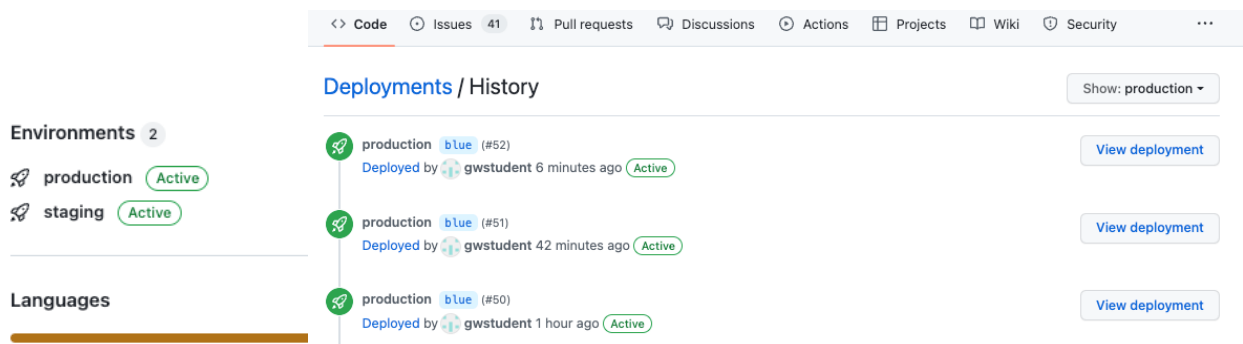 Environments 2
production Active
staging Active
Languages
Code Issues 41 Pull requests Discussions Actions Projects Wiki Security ...
Deployments / History
Show: production
production blue (#52)
Deployed by gwstudent 6 minutes ago Active
View deployment
production blue (#51)
Deployed by gwstudent 42 minutes ago Active
View deployment
production blue (#50)
Deployed by gwstudent 1 hour ago Active
View deployment